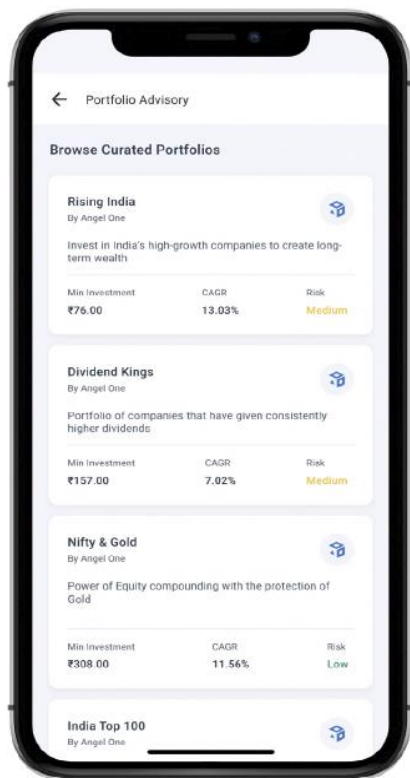 Portfolio Advisory
Browse Curated Portfolios
Rising India
By Angel One
Invest in India's high-growth companies to create long-
term wealth
Min Investment CAGR Risk
₹76.00 13.03% Medium
Dividend Kings
By Angel One
Portfolio of companies that have given consistently
higher dividends
Min Investment CAGR Risk
₹157.00 7.02% Medium
Nifty & Gold
By Angel One
Power of Equity compounding with the protection of
Gold
Min Investment CAGR Risk
₹308.00 11.56% Low
India Top 100
By Angel One